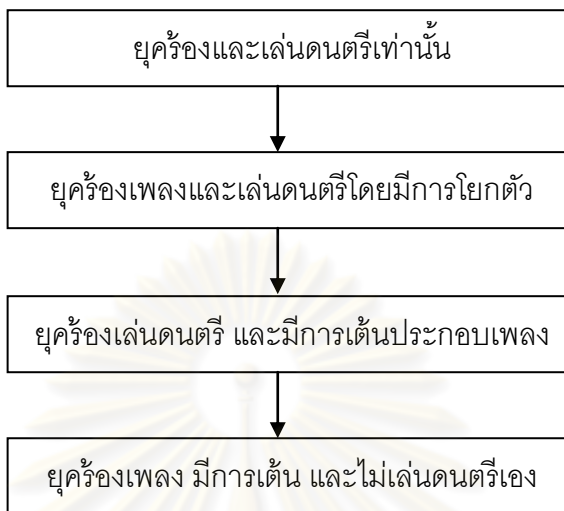 ยุคร้องและเล่นดนตรีเท่านั้น
ยุคร้องเพลงและเล่นดนตรีโดยมีการโยกตัว
ยุคร้องเล่นดนตรี และมีการเต้นประกอบเพลง
ยุคร้องเพลง มีการเต้น และไม่เล่นดนตรีเอง